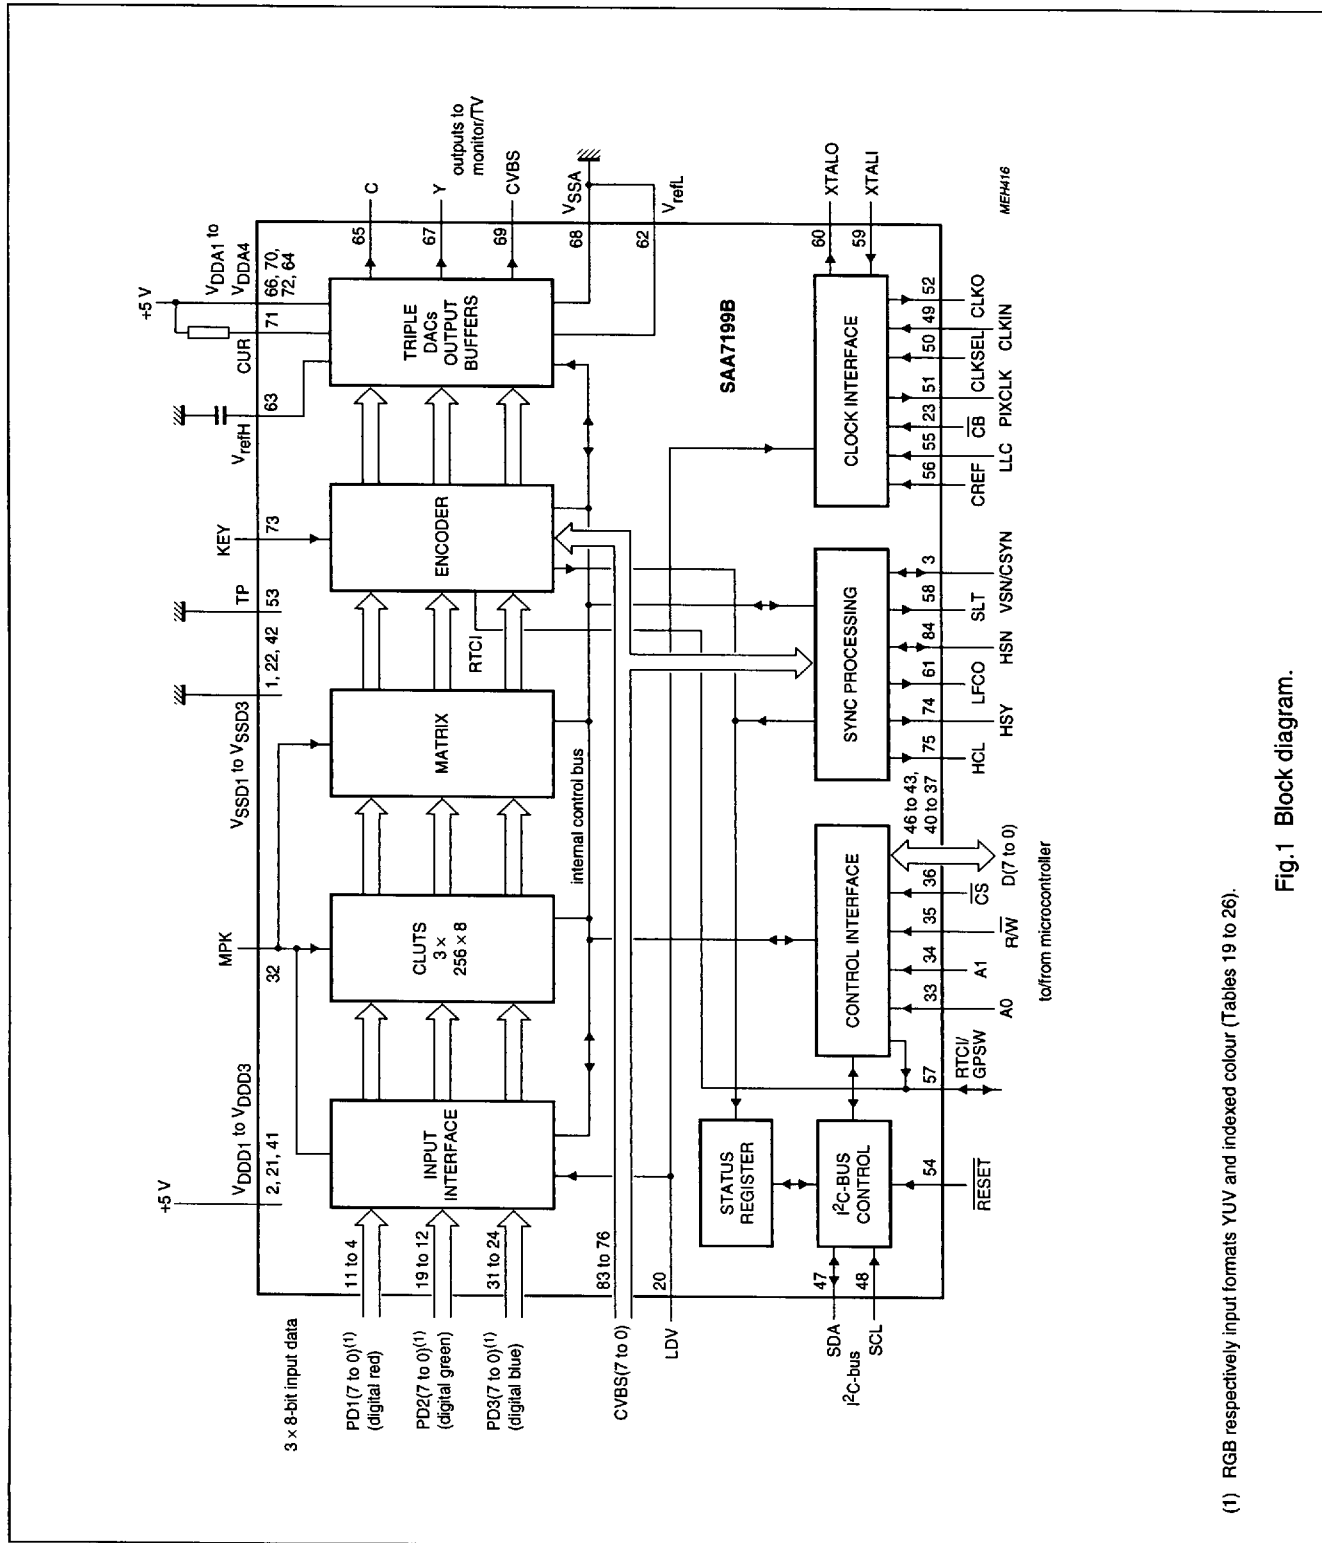 +5 V
V_DDD1 to V_DDD3
2, 21, 41
MPK
32
V_SSD1 to V_SSD3
1, 22, 42
TP
53
KEY
73
V_refH
63
CUR
71
+5 V
V_DDA1 to
V_DDA4
66, 70,
72, 64
3 x 8-bit input data
PD1(7 to 0)(1)
(digital red)
11 to 4
PD2(7 to 0)(1)
(digital green)
19 to 12
PD3(7 to 0)(1)
(digital blue)
31 to 24
INPUT
INTERFACE
CLUTS
3 x
256 x 8
MATRIX
ENCODER
TRIPLE
DACs
OUTPUT
BUFFERS
65
C
67
Y
69
CVBS
outputs to
monitor/TV
68
V_SSA
62
V_refL
RTCI
internal control bus
CVBS(7 to 0)
83 to 76
LDV
20
SAA7199B
STATUS
REGISTER
I²C-BUS
CONTROL
CONTROL INTERFACE
SYNC PROCESSING
CLOCK INTERFACE
60
XTALO
59
XTALI
SDA
47
I²C-bus
SCL
48
54
RESET
57
RTCI/
GPSW
33
A0
34
A1
35
R/W
36
CS
46 to 43,
40 to 37
D(7 to 0)
to/from microcontroller
75
HCL
74
HSY
61
LFCO
84
HSN
58
SLT
3
VSN/CSYN
56
CREF
55
LLC
23
CB
51
PIXCLK
50
CLKSEL
49
CLKIN
52
CLKO
MEH416
(1) RGB respectively input formats YUV and indexed colour (Tables 19 to 26).
Fig.1 Block diagram.